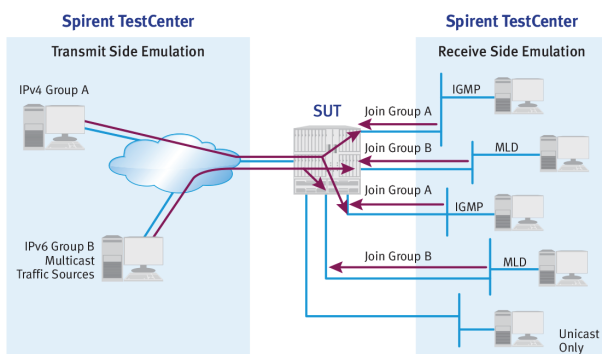 Spirent TestCenter
Transmit Side Emulation
IPv4 Group A
IPv6 Group B
Multicast
Traffic Sources
SUT
Spirent TestCenter
Receive Side Emulation
Join Group A
IGMP
Join Group B
MLD
Join Group A
IGMP
Join Group B
MLD
Unicast
Only